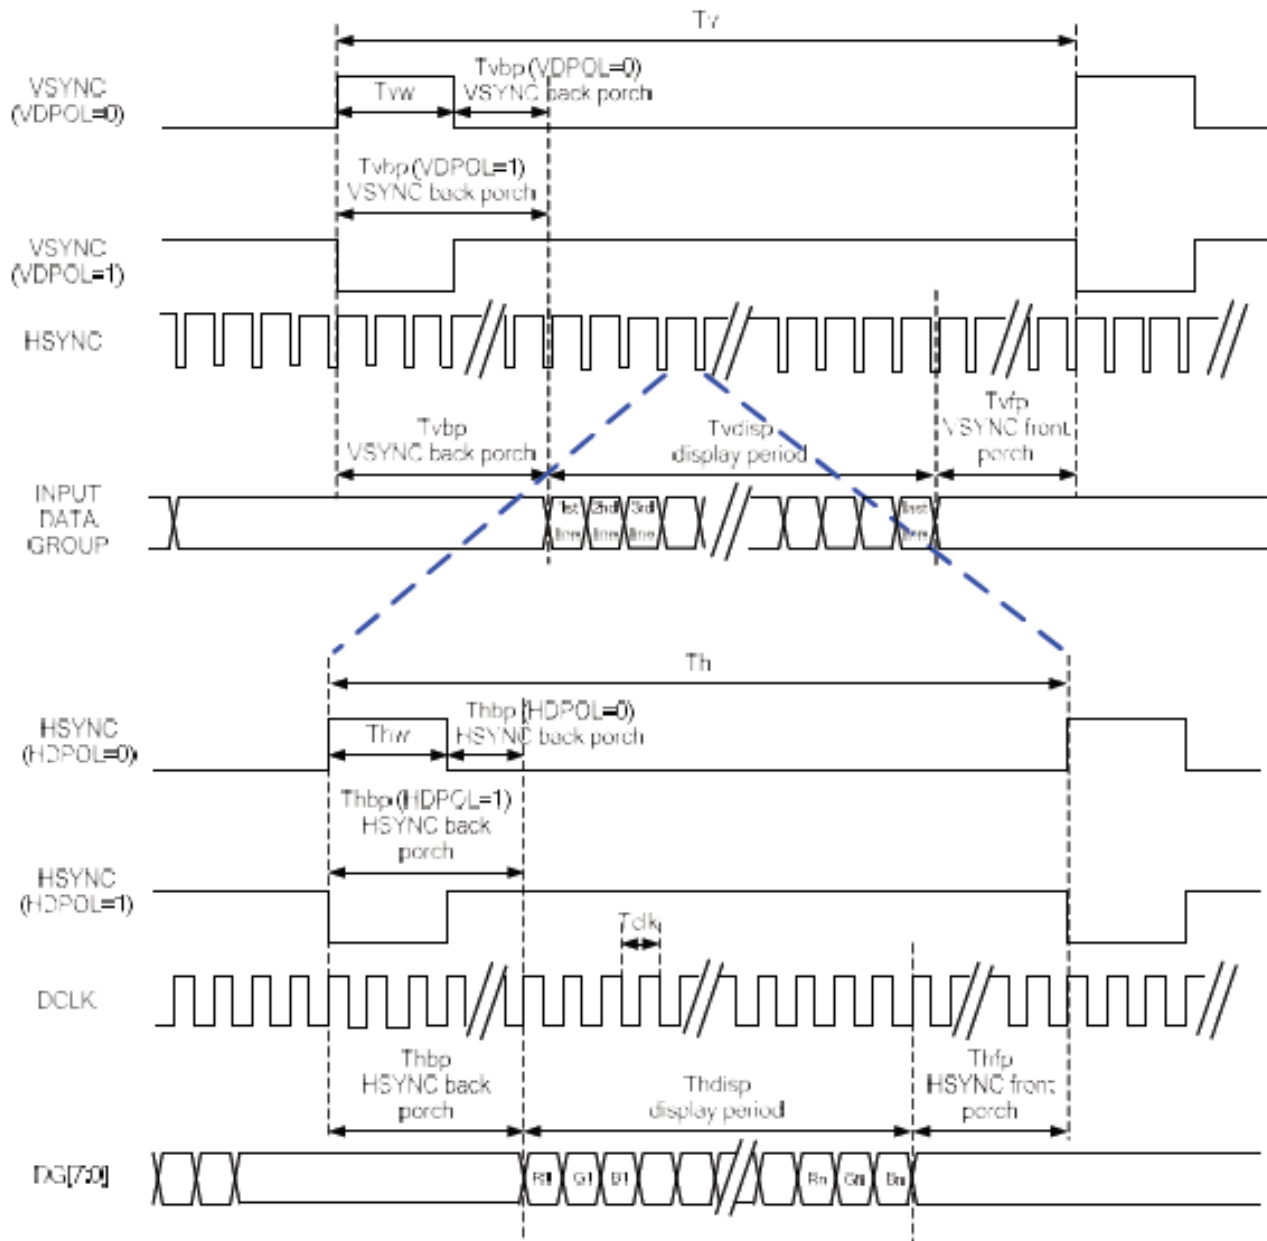 Tv
VSYNC
(VDPOL=0)
Tvw
Tvbp (VDPOL=0)
VSYNC back porch
Tvbp (VDPOL=1)
VSYNC back porch
VSYNC
(VDPOL=1)
HSYNC
Tvbp
VSYNC back porch
Tvdisp
display period
Tvfp
VSYNC front
porch
INPUT
DATA
GROUP
1st
line
2nd
line
3rd
line
last
line
Th
HSYNC
(HDPOL=0)
Thw
Thbp (HDPOL=0)
HSYNC back porch
Thbp (HDPOL=1)
HSYNC back
porch
HSYNC
(HDPOL=1)
Tclk
DCLK
Thbp
HSYNC back
porch
Thdisp
display period
Thfp
HSYNC front
porch
DG[7:0]
R1
G1
B1
Rn
Gn
Bn